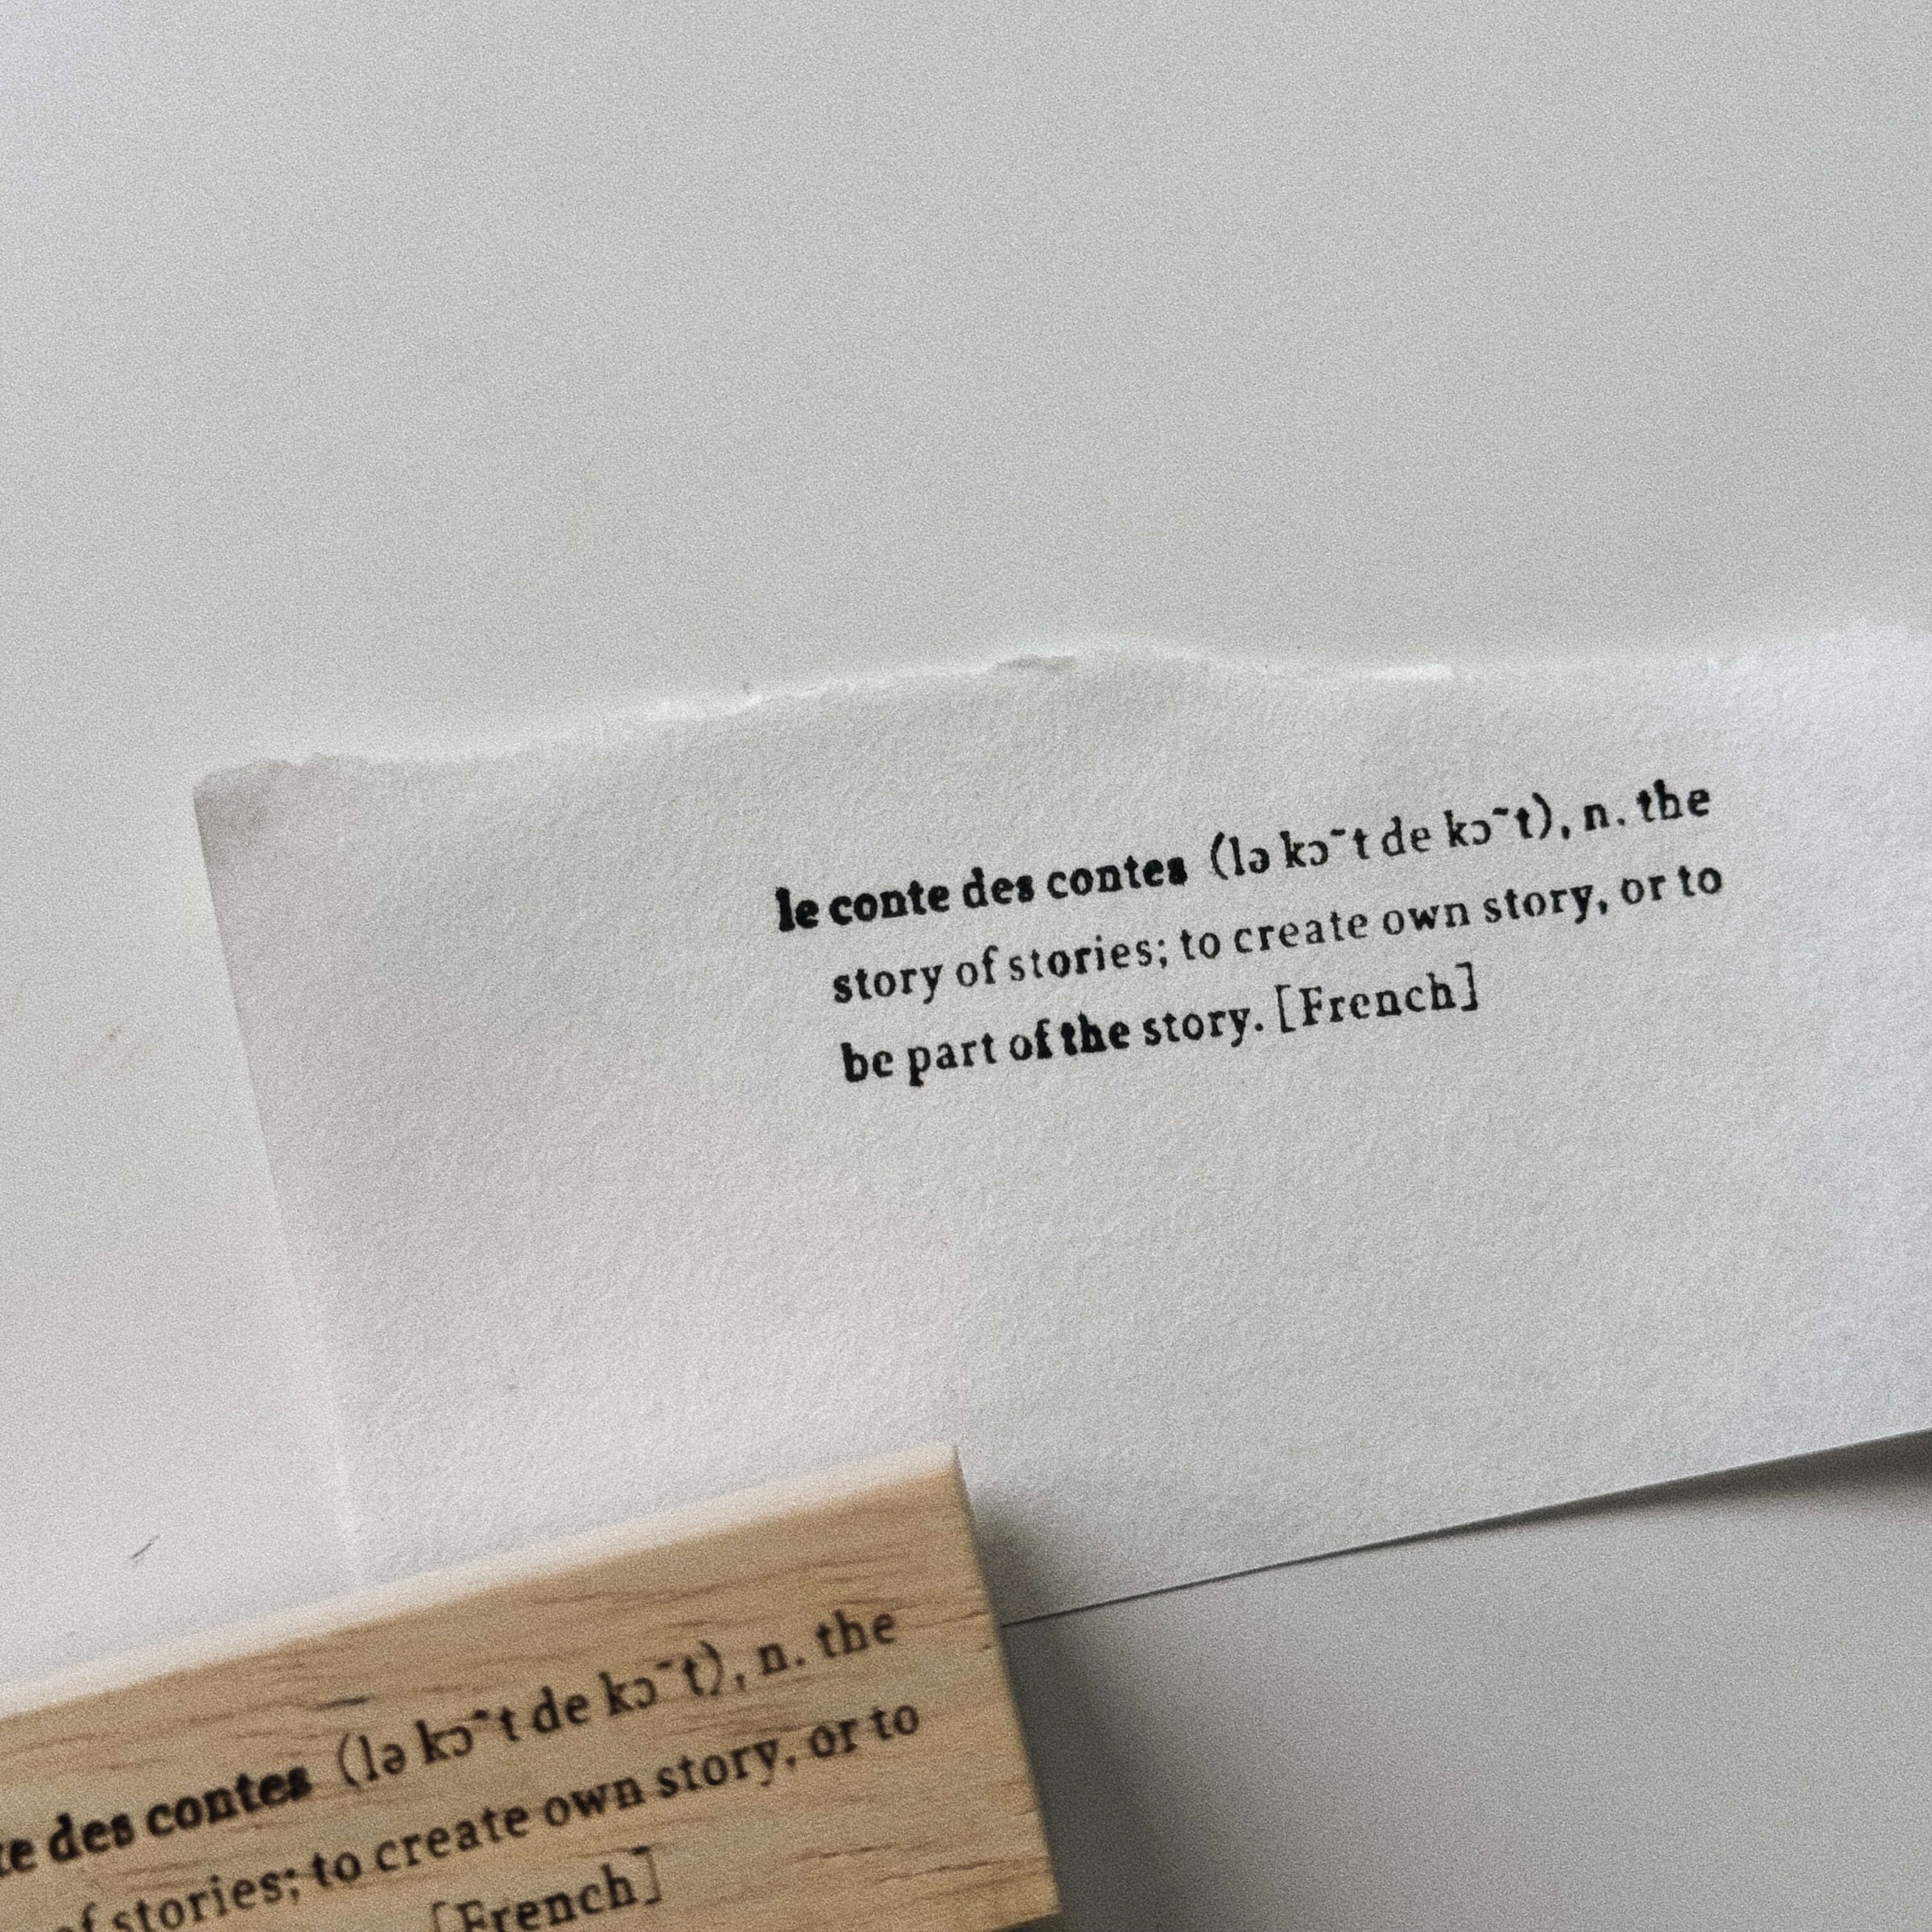 le conte des contes (lə kɔ˜t de kɔ˜t), n. the
story of stories; to create own story, or to
be part of the story. [French]
te des contes (lə kɔ˜t de kɔ˜t), n. the
of stories; to create own story, or to
[French]